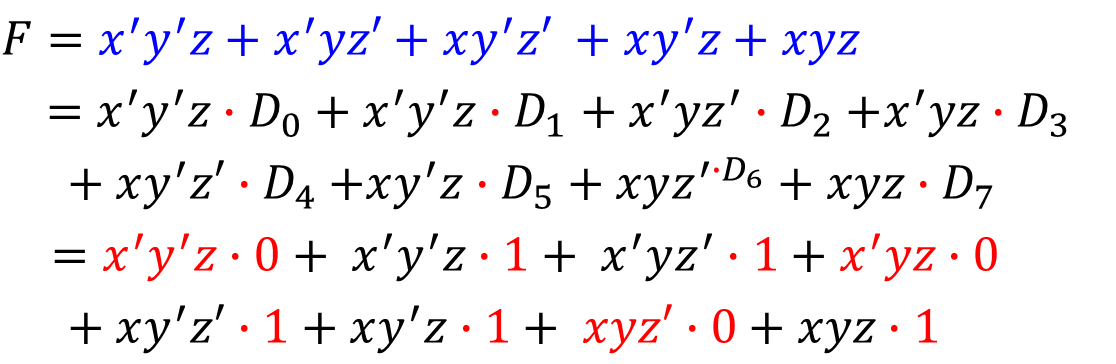 F = x′y′z + x′yz′ + xy′z′ + xy′z + xyz
= x′y′z · D₀ + x′y′z · D₁ + x′yz′ · D₂ +x′yz · D₃
+ xy′z′ · D₄ +xy′z · D₅ + xyz′^{·D₆} + xyz · D₇
= x′y′z · 0 + x′y′z · 1 + x′yz′ · 1 + x′yz · 0
+ xy′z′ · 1 + xy′z · 1 + xyz′ · 0 + xyz · 1